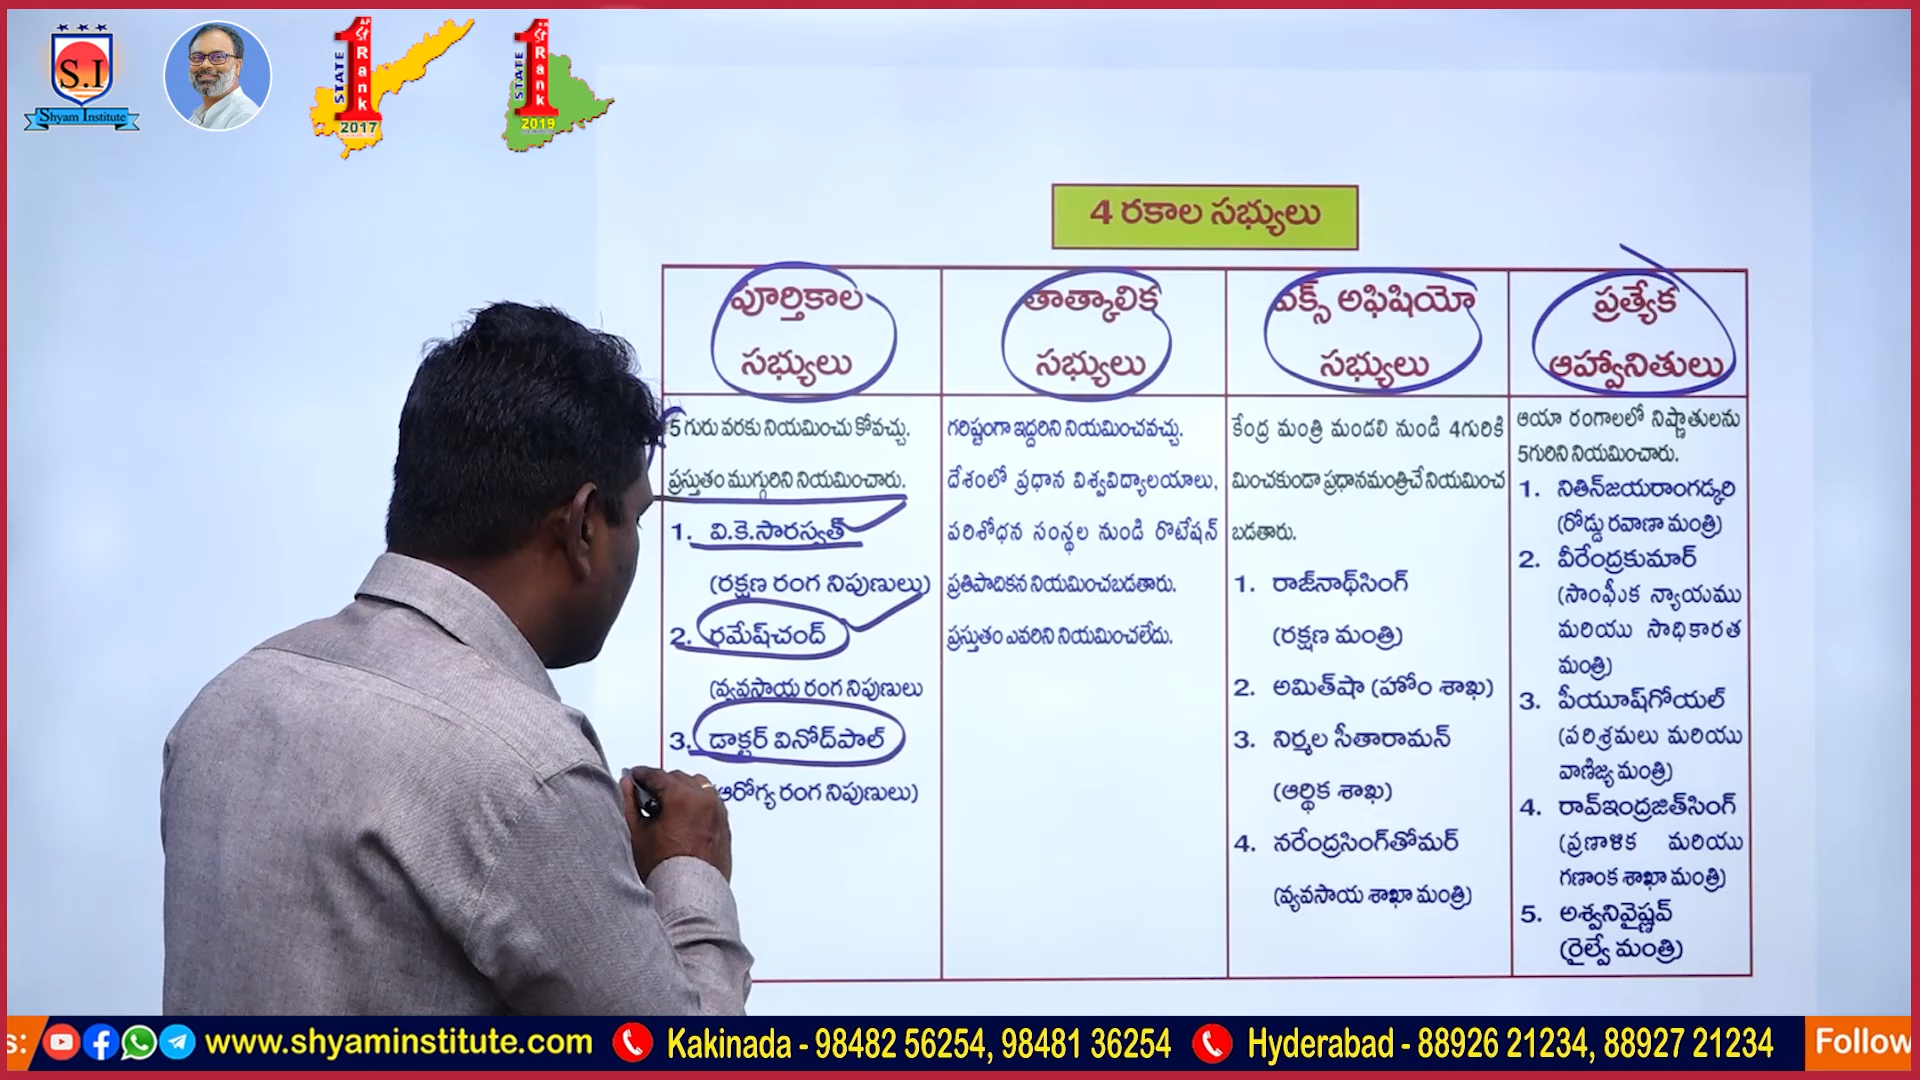 S.I
Shyam Institute
STATE 1st Rank 2017
STATE 1st Rank 2019
4 రకాల సభ్యులు
పూర్తికాల
సభ్యులు
5 గురు వరకు నియమించు కోవచ్చు.
ప్రస్తుతం ముగ్గురిని నియమించారు.
1. వి.కె.సారస్వత్
(రక్షణ రంగ నిపుణులు)
2. రమేష్‌చంద్
(వ్యవసాయ రంగ నిపుణులు
3. డాక్టర్ వినోద్‌పాల్
(ఆరోగ్య రంగ నిపుణులు)
తాత్కాలిక
సభ్యులు
గరిష్టంగా ఇద్దరిని నియమించవచ్చు.
దేశంలో ప్రధాన విశ్వవిద్యాలయాలు,
పరిశోధన సంస్థల నుండి రొటేషన్
ప్రతిపాదికన నియమించబడతారు.
ప్రస్తుతం ఎవరిని నియమించలేదు.
ఎక్స్ అఫిషియో
సభ్యులు
కేంద్ర మంత్రి మండలి నుండి 4గురికి
మించకుండా ప్రధానమంత్రిచే నియమించ
బడతారు.
1. రాజ్‌నాథ్‌సింగ్
(రక్షణ మంత్రి)
2. అమిత్‌షా (హోం శాఖ)
3. నిర్మల సీతారామన్
(ఆర్థిక శాఖ)
4. నరేంద్రసింగ్‌తోమర్
(వ్యవసాయ శాఖా మంత్రి)
ప్రత్యేక
ఆహ్వానితులు
ఆయా రంగాలలో నిష్ణాతులను
5గురిని నియమించారు.
1. నితిన్‌జయరాంగడ్కరి
(రోడ్డు రవాణా మంత్రి)
2. వీరేంద్రకుమార్
(సాంఘీక న్యాయము
మరియు సాధికారత
మంత్రి)
3. పీయూష్‌గోయల్
(పరిశ్రమలు మరియు
వాణిజ్య మంత్రి)
4. రావ్‌ఇంద్రజిత్‌సింగ్
(ప్రణాళిక మరియు
గణాంక శాఖా మంత్రి)
5. అశ్వనివైష్ణవ్
(రైల్వే మంత్రి)
s: www.shyaminstitute.com Kakinada - 98482 56254, 98481 36254 Hyderabad - 88926 21234, 88927 21234 Follow